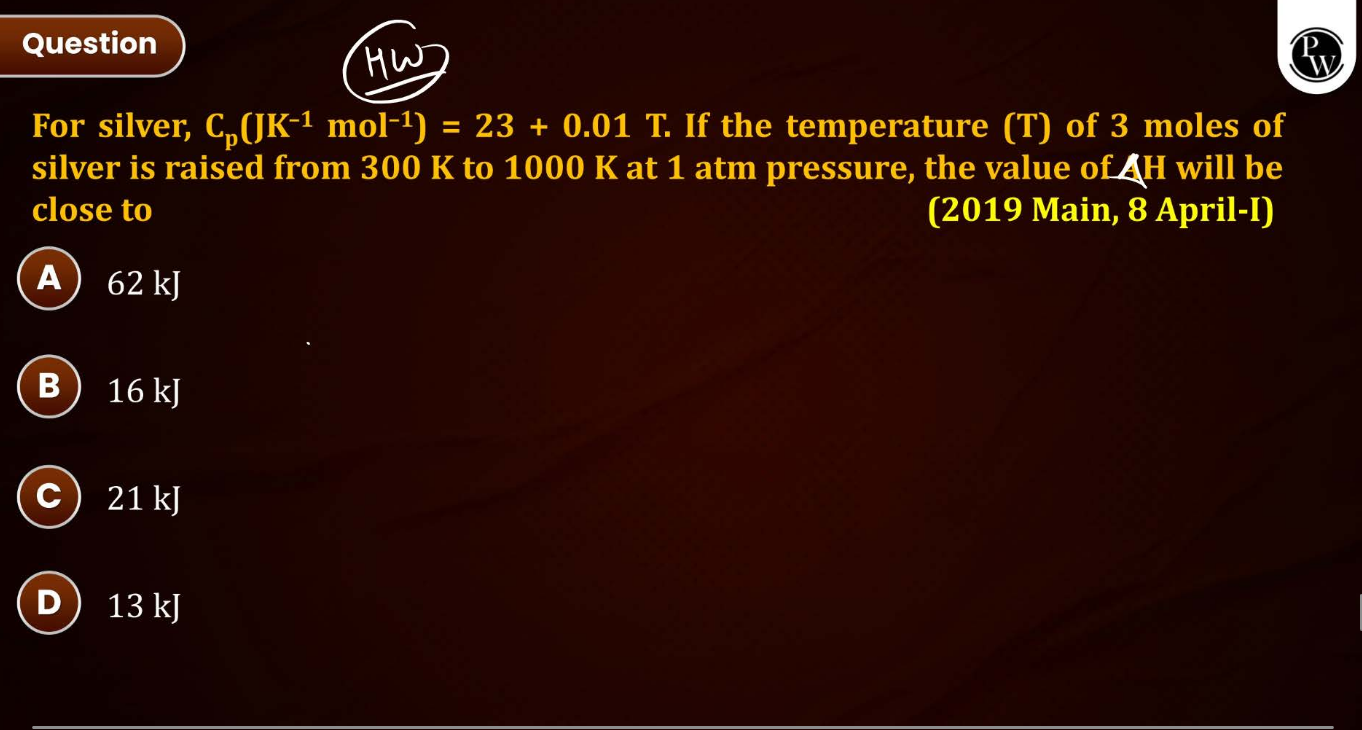 Question
HW
PW
For silver, Cₚ(JK⁻¹ mol⁻¹) = 23 + 0.01 T. If the temperature (T) of 3 moles of
silver is raised from 300 K to 1000 K at 1 atm pressure, the value of ΔH will be
close to (2019 Main, 8 April-I)
A 62 kJ
B 16 kJ
C 21 kJ
D 13 kJ